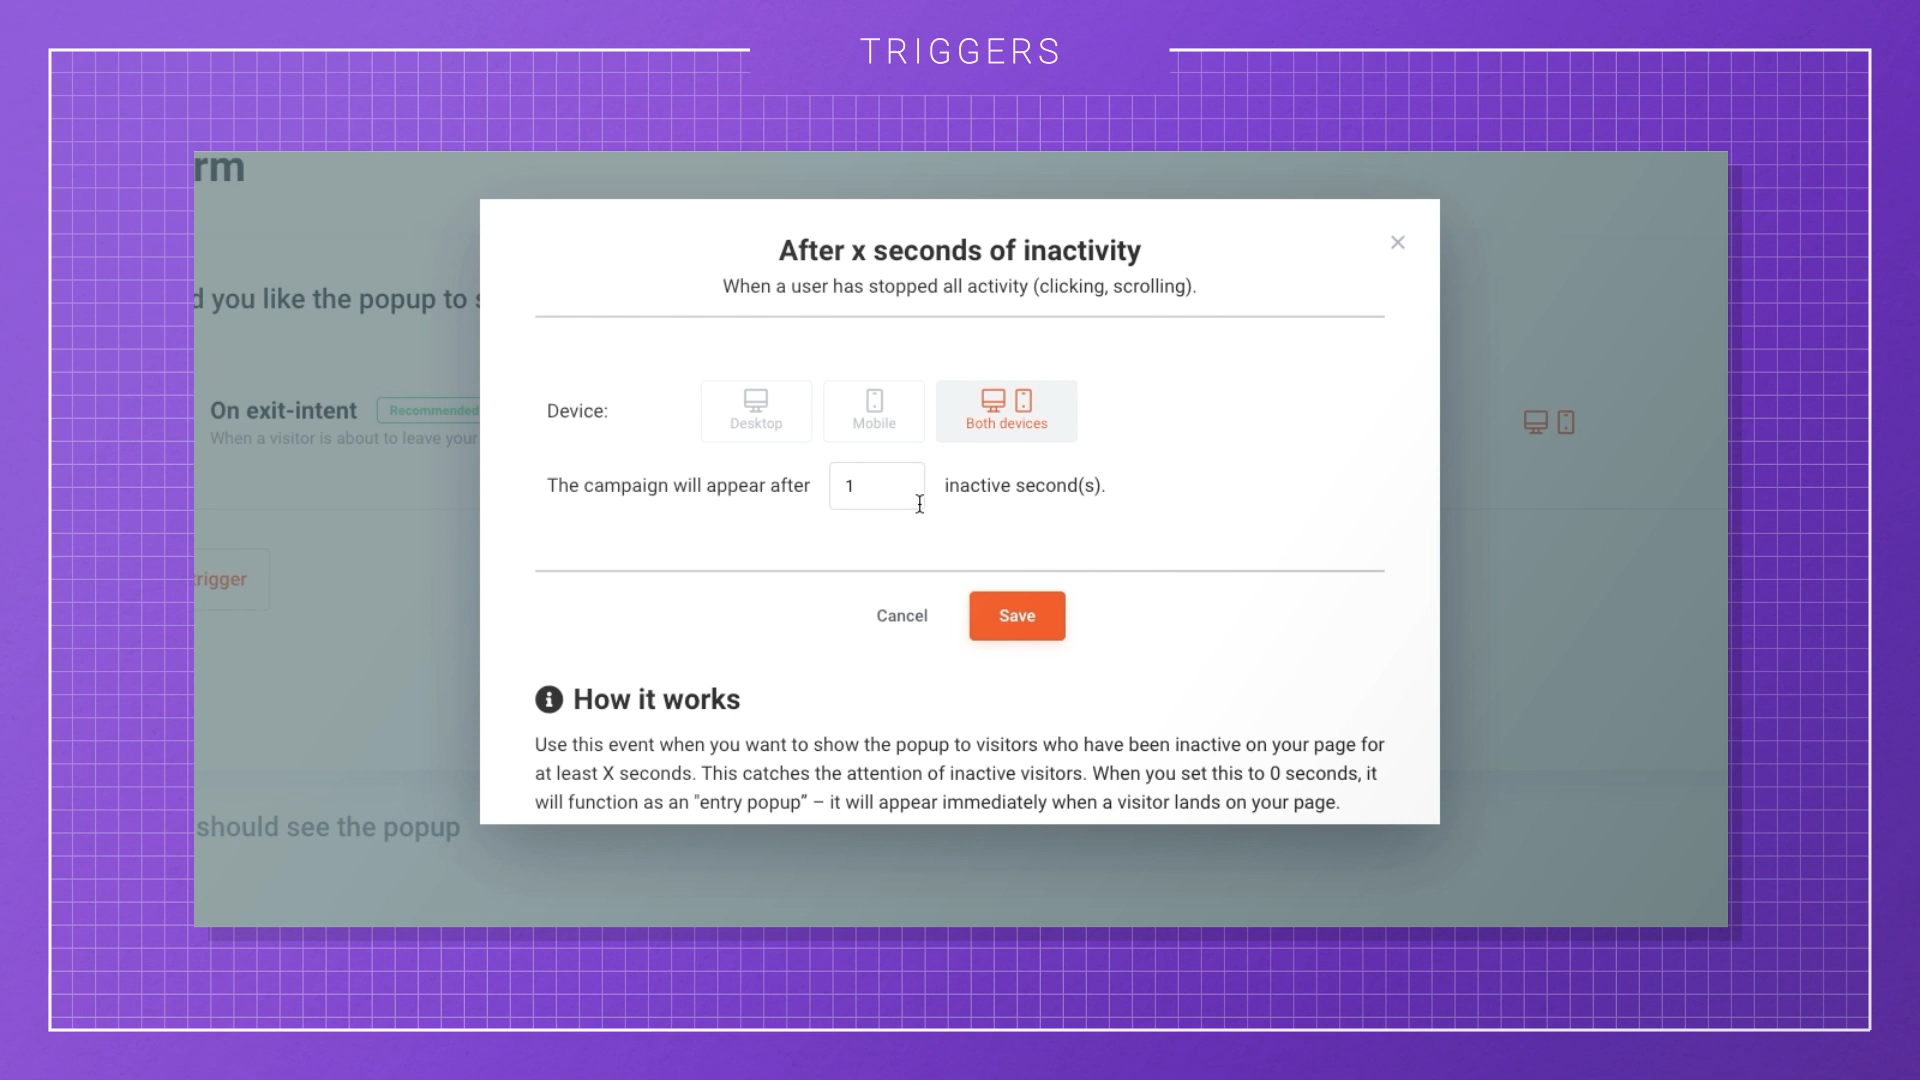 TRIGGERS
rm
After x seconds of inactivity
When a user has stopped all activity (clicking, scrolling).
d you like the popup to s
On exit-intent Recommended
When a visitor is about to leave your
Device:
Desktop Mobile Both devices
The campaign will appear after 1 inactive second(s).
trigger
Cancel Save
How it works
Use this event when you want to show the popup to visitors who have been inactive on your page for
at least X seconds. This catches the attention of inactive visitors. When you set this to 0 seconds, it
will function as an "entry popup” – it will appear immediately when a visitor lands on your page.
should see the popup